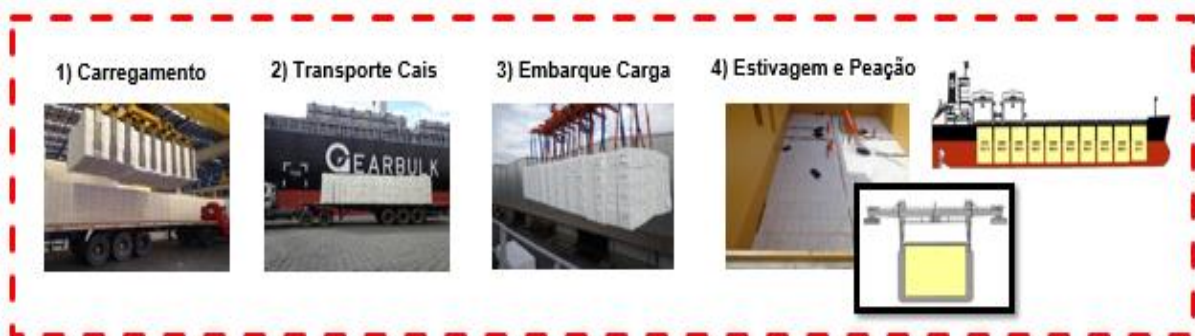 1) Carregamento
2) Transporte Cais
3) Embarque Carga
4) Estivagem e Peação
GEARBULK